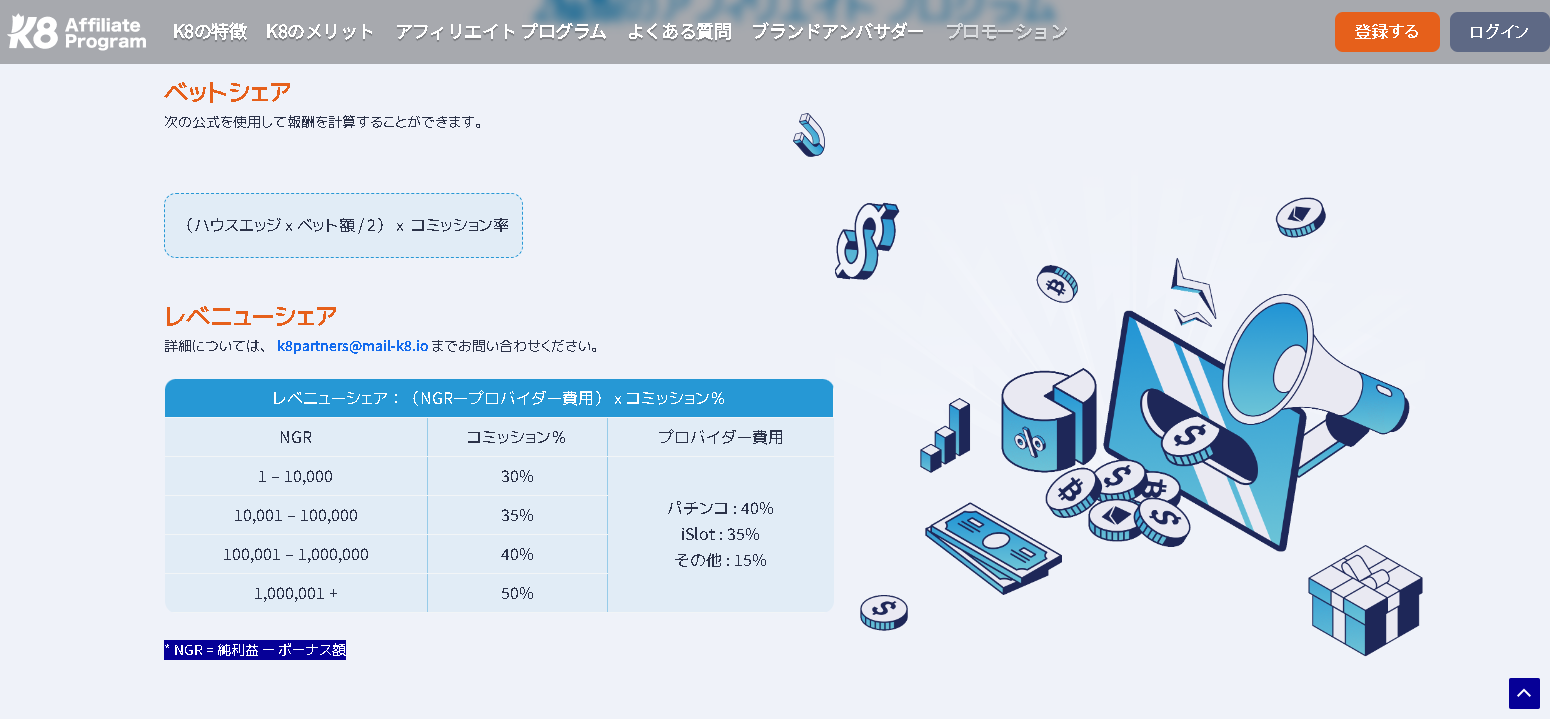 K8 Affiliate Program
K8の特徴 K8のメリット アフィリエイト プログラム よくある質問 ブランドアンバサダー プロモーション 登録する ログイン
ベットシェア
次の公式を使用して報酬を計算することができます。
（ハウスエッジ x ベット額 / 2） x コミッション率
レベニューシェア
詳細については、 k8partners@mail-k8.io までお問い合わせください。
レベニューシェア：（NGRープロバイダー費用） x コミッション％
NGR コミッション％ プロバイダー費用
1 – 10,000 30%
10,001 – 100,000 35%
100,001 – 1,000,000 40%
1,000,001 + 50%
パチンコ : 40%
iSlot : 35%
その他 : 15%
* NGR = 純利益 ー ボーナス額